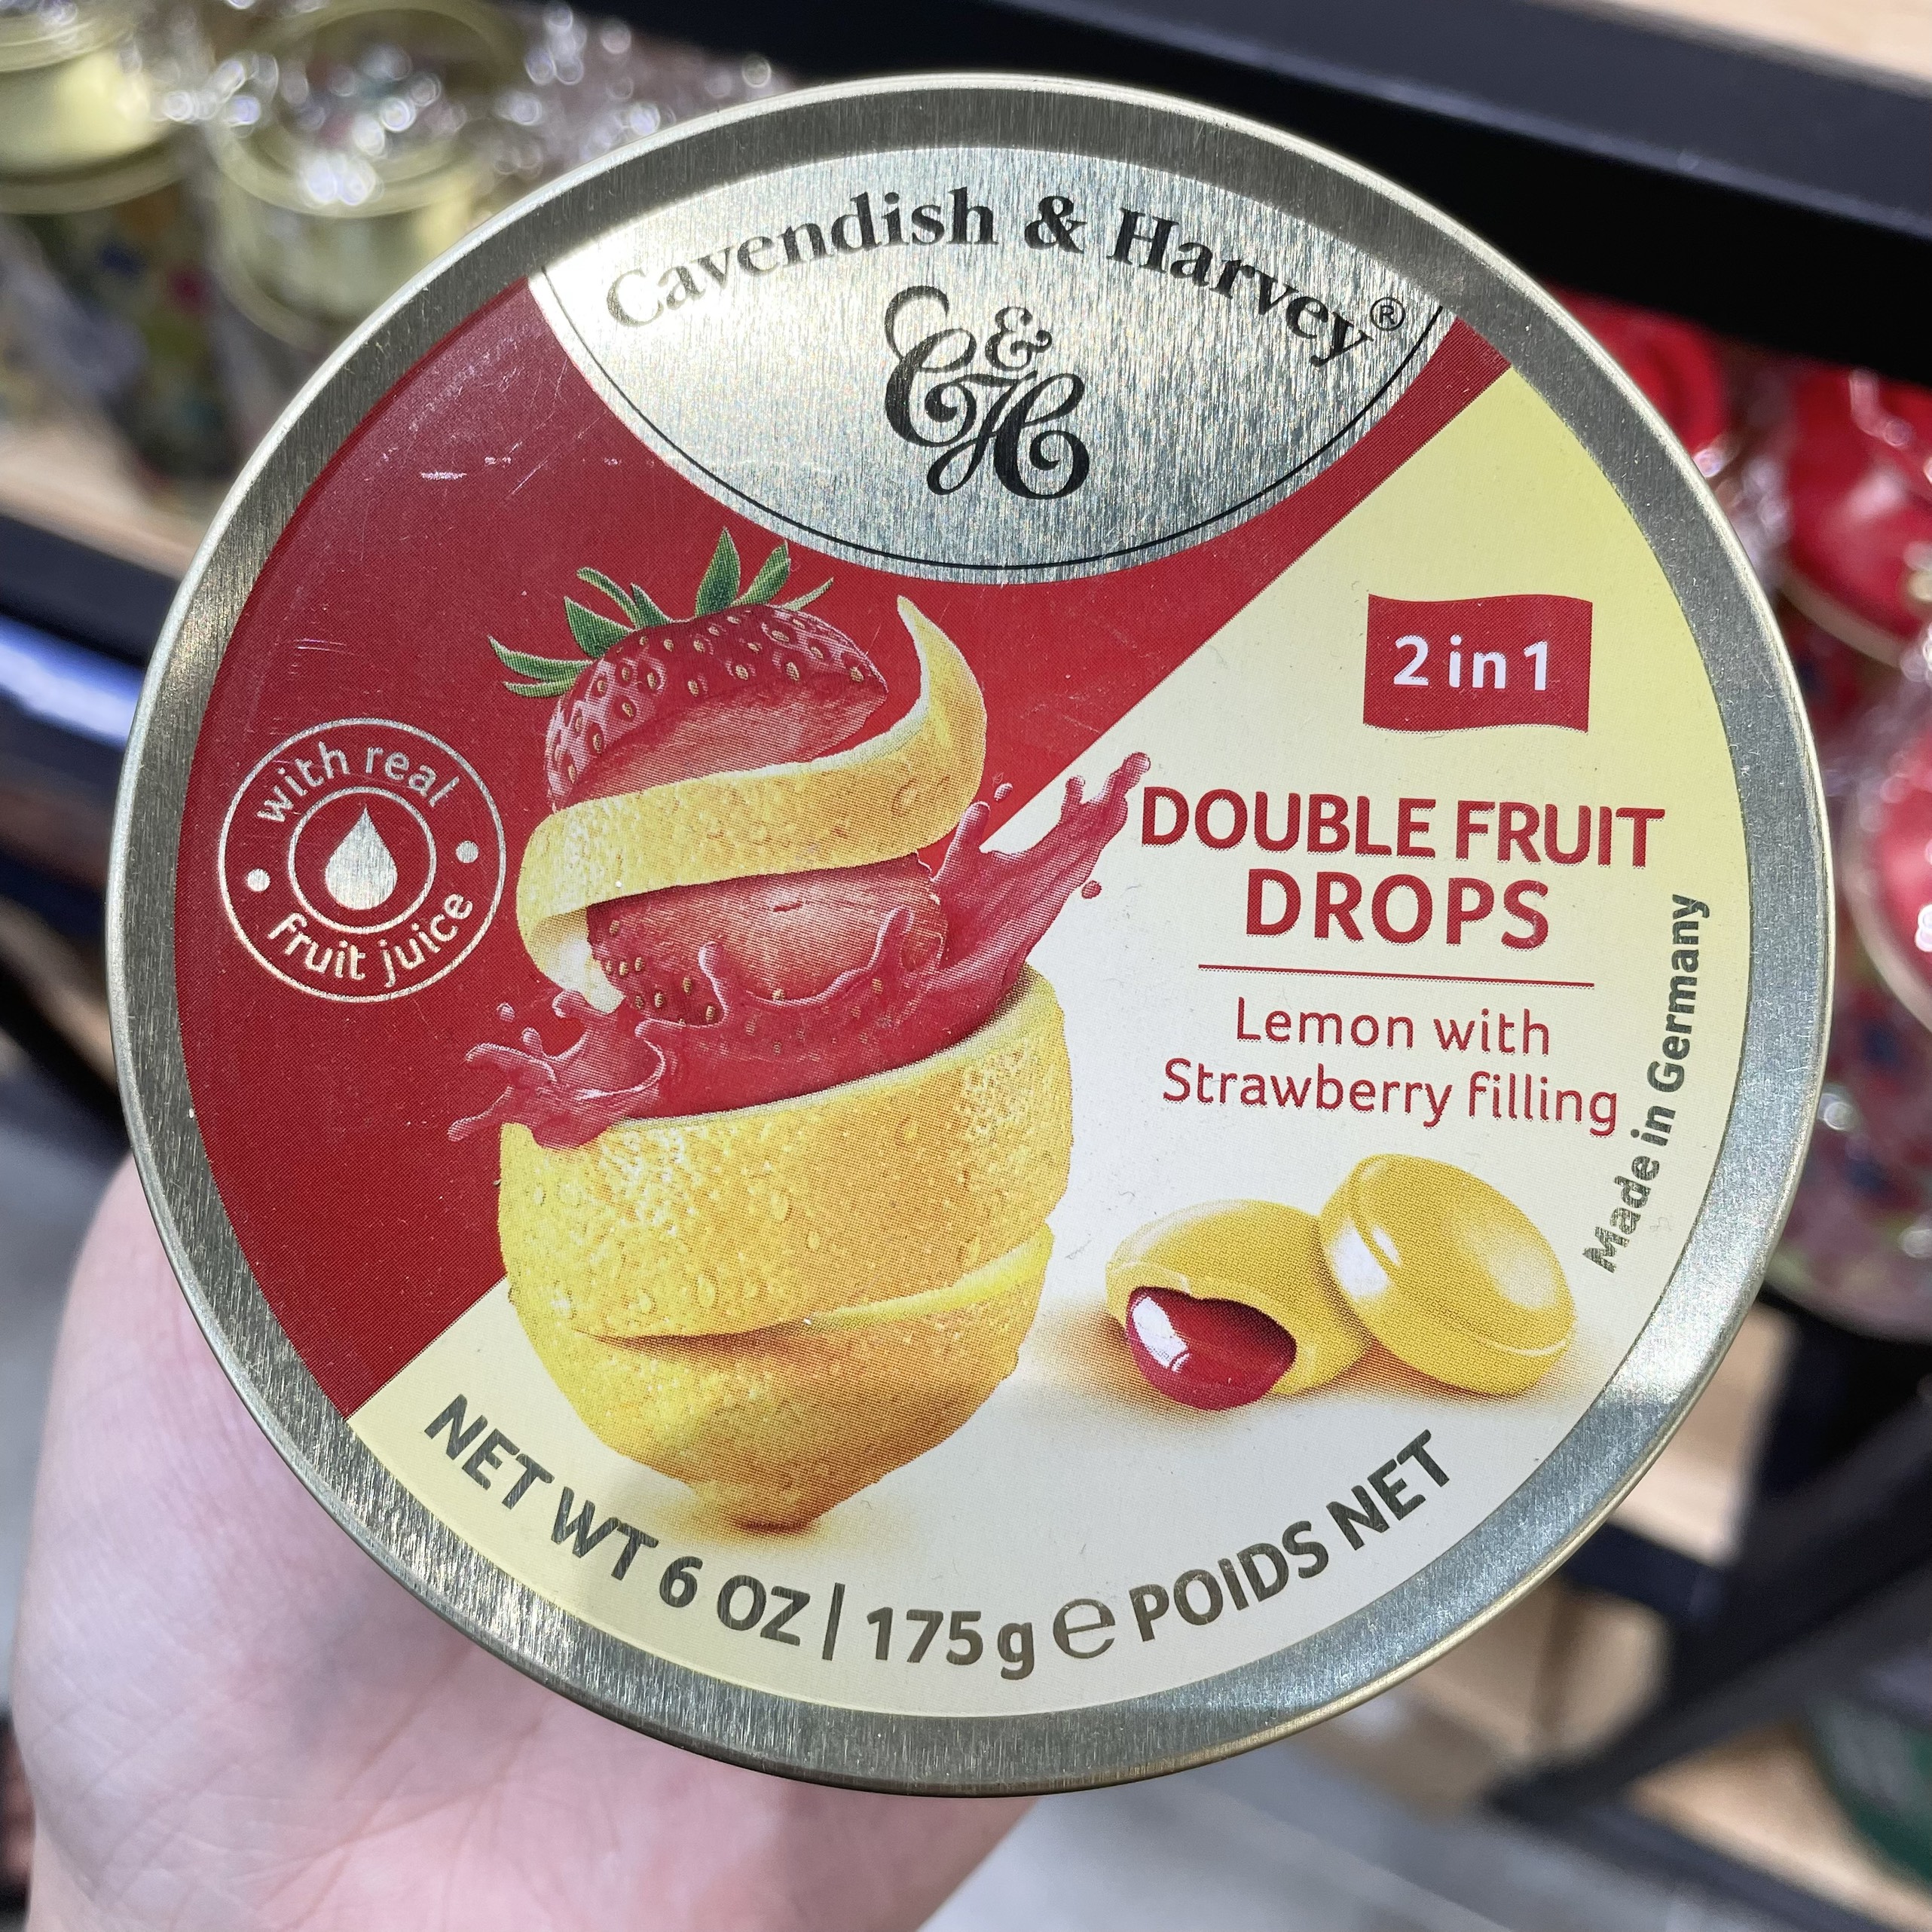 Cavendish & Harvey®
C&H
2 in 1
with real
fruit juice
DOUBLE FRUIT
DROPS
Lemon with
Strawberry filling
Made in Germany
NET WT 6 OZ | 175 g ℮ POIDS NET